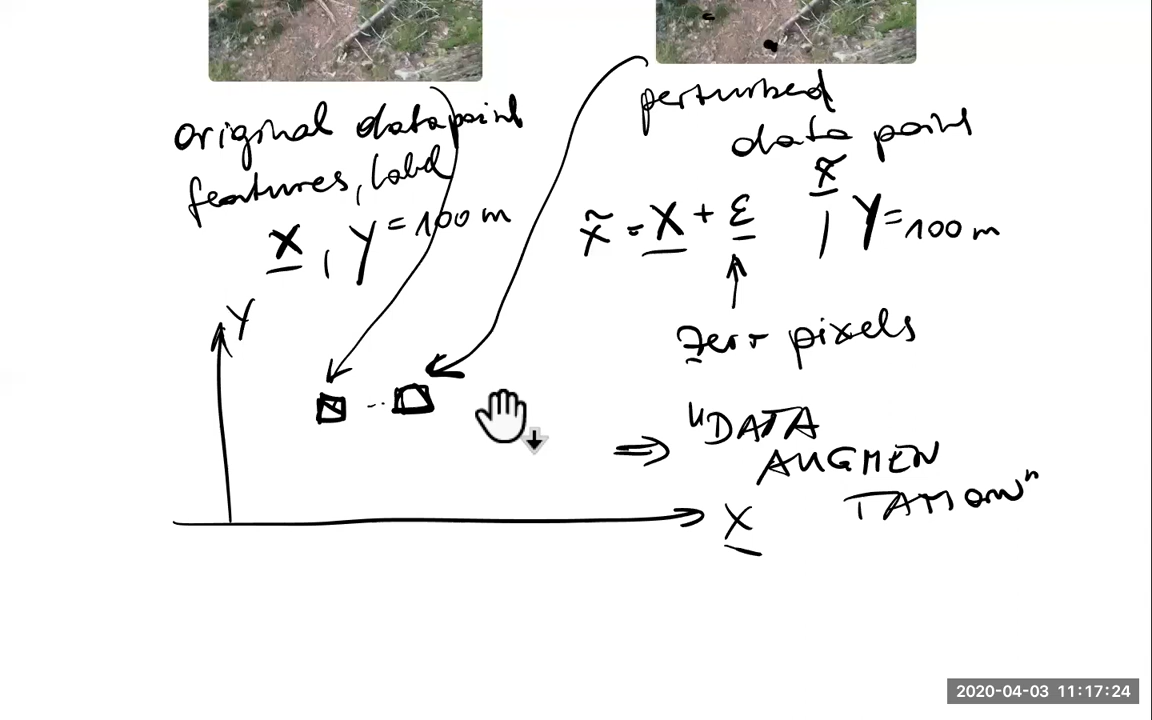 original datapoint
features, label
x , y = 100 m
perturbed
data point
x̃ , y = 100 m
x̃ = x + ε
zero pixels
y
x
⇒ "DATA
AUGMEN
TATION"
2020-04-03 11:17:24